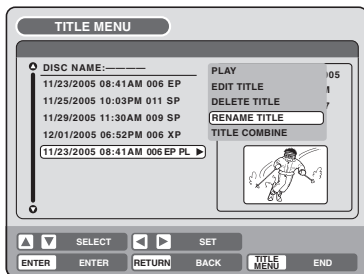 TITLE MENU
DISC NAME:————
11/23/2005 08:41AM 006 EP
11/25/2005 10:03PM 011 SP
11/29/2005 11:30AM 009 SP
12/01/2005 06:52PM 006 XP
11/23/2005 08:41AM 006 EP PL ▶
PLAY
EDIT TITLE
DELETE TITLE
RENAME TITLE
TITLE COMBINE
005
SELECT SET
ENTER ENTER RETURN BACK TITLE MENU END